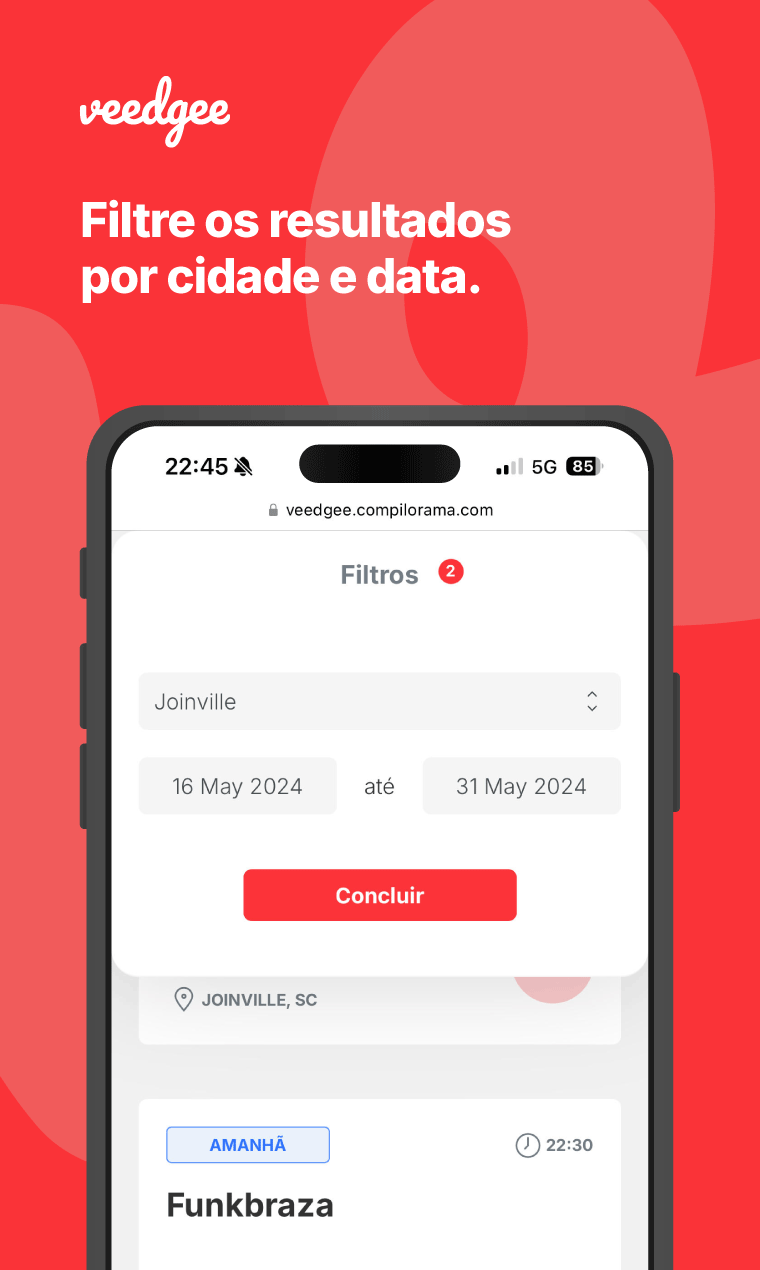 veedgee
Filtre os resultados
por cidade e data.
22:45 5G 85
veedgee.compilorama.com
Filtros 2
Joinville
16 May 2024 até 31 May 2024
Concluir
JOINVILLE, SC
AMANHÃ 22:30
Funkbraza